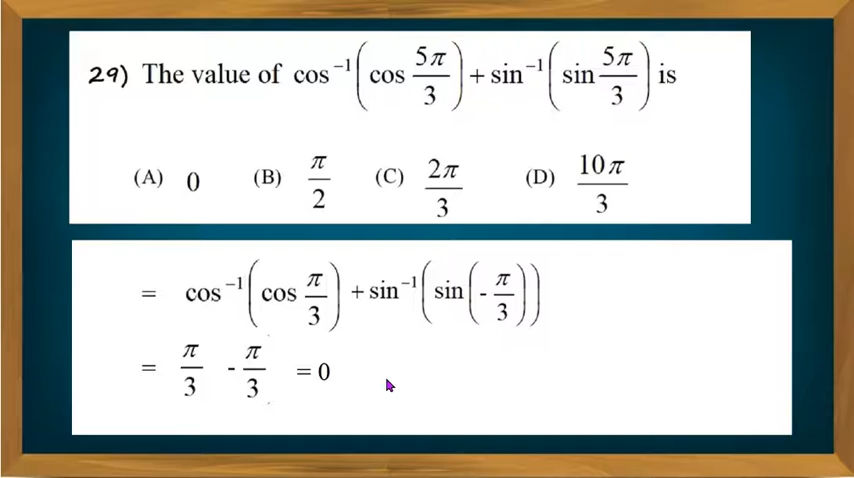 29) The value of cos⁻¹(cos 5π/3) + sin⁻¹(sin 5π/3) is
(A) 0 (B) π/2 (C) 2π/3 (D) 10π/3
= cos⁻¹(cos π/3) + sin⁻¹(sin(-π/3))
= π/3 - π/3 = 0